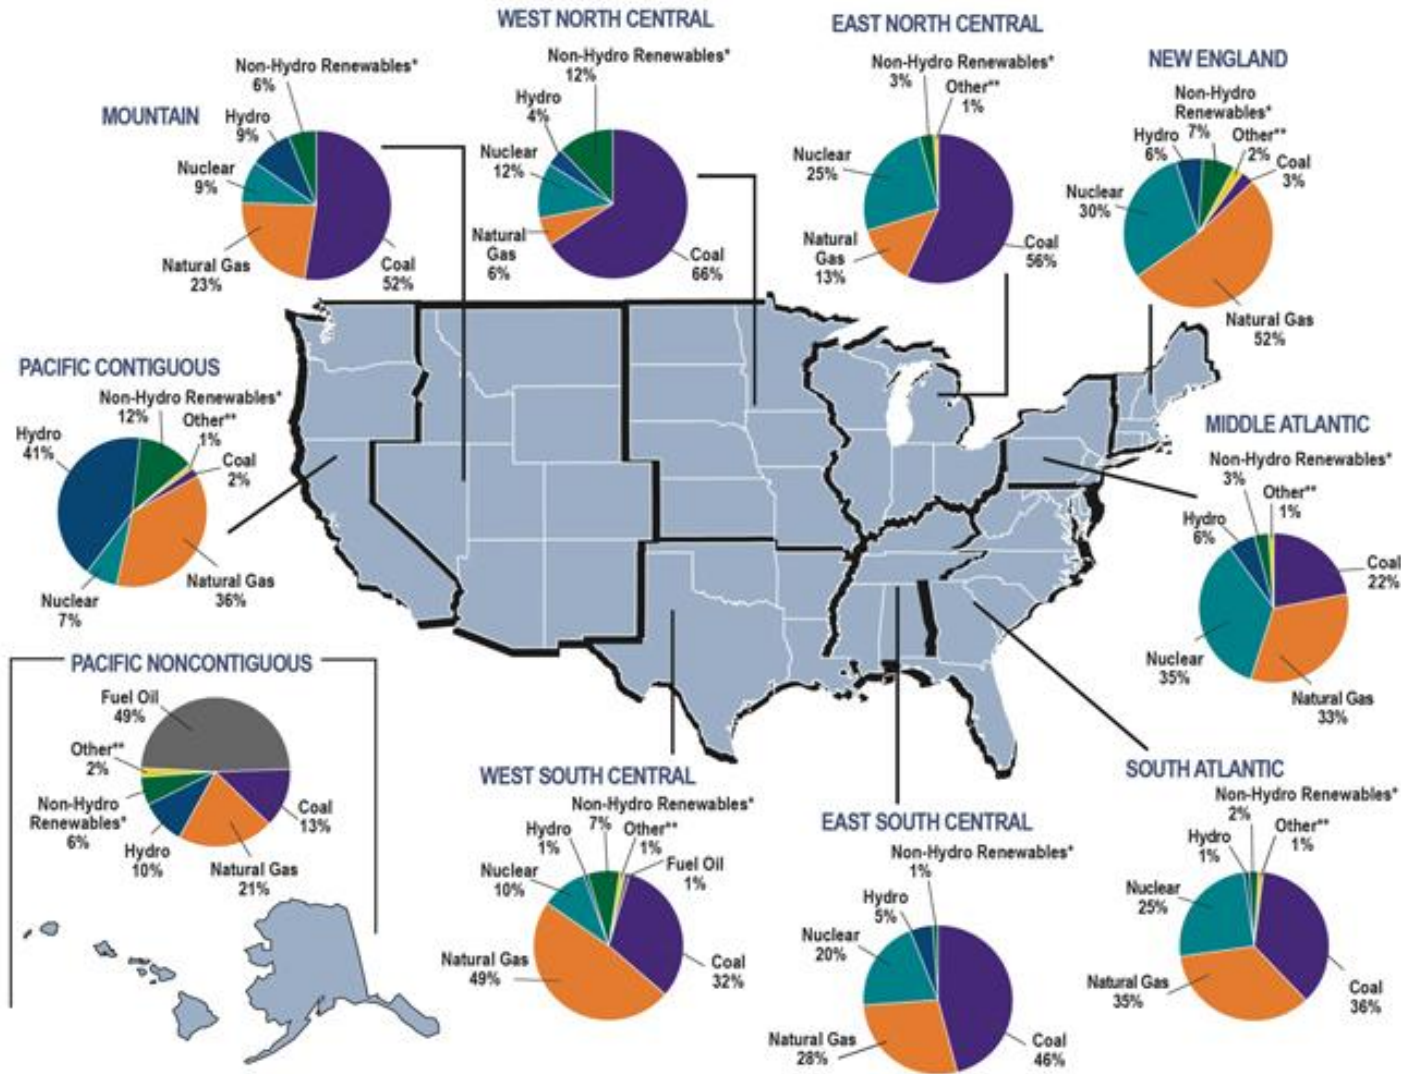 WEST NORTH CENTRAL
Non-Hydro Renewables*
12%
Hydro
4%
Nuclear
12%
Natural
Gas
6%
Coal
66%
EAST NORTH CENTRAL
Non-Hydro Renewables*
3%
Other**
1%
Nuclear
25%
Natural
Gas
13%
Coal
56%
NEW ENGLAND
Non-Hydro
Renewables*
7%
Hydro
6%
Other**
2%
Coal
3%
Nuclear
30%
Natural Gas
52%
MOUNTAIN
Non-Hydro Renewables*
6%
Hydro
9%
Nuclear
9%
Natural Gas
23%
Coal
52%
PACIFIC CONTIGUOUS
Non-Hydro Renewables*
12%
Other**
1%
Hydro
41%
Coal
2%
Natural Gas
36%
Nuclear
7%
MIDDLE ATLANTIC
Non-Hydro Renewables*
3%
Other**
1%
Hydro
6%
Coal
22%
Nuclear
35%
Natural Gas
33%
PACIFIC NONCONTIGUOUS
Fuel Oil
49%
Other**
2%
Non-Hydro
Renewables*
6%
Hydro
10%
Natural Gas
21%
Coal
13%
WEST SOUTH CENTRAL
Non-Hydro Renewables*
7%
Hydro
1%
Other**
1%
Fuel Oil
1%
Nuclear
10%
Natural Gas
49%
Coal
32%
EAST SOUTH CENTRAL
Non-Hydro Renewables*
1%
Hydro
5%
Nuclear
20%
Natural Gas
28%
Coal
46%
SOUTH ATLANTIC
Non-Hydro Renewables*
2%
Hydro
1%
Other**
1%
Nuclear
25%
Natural Gas
35%
Coal
36%